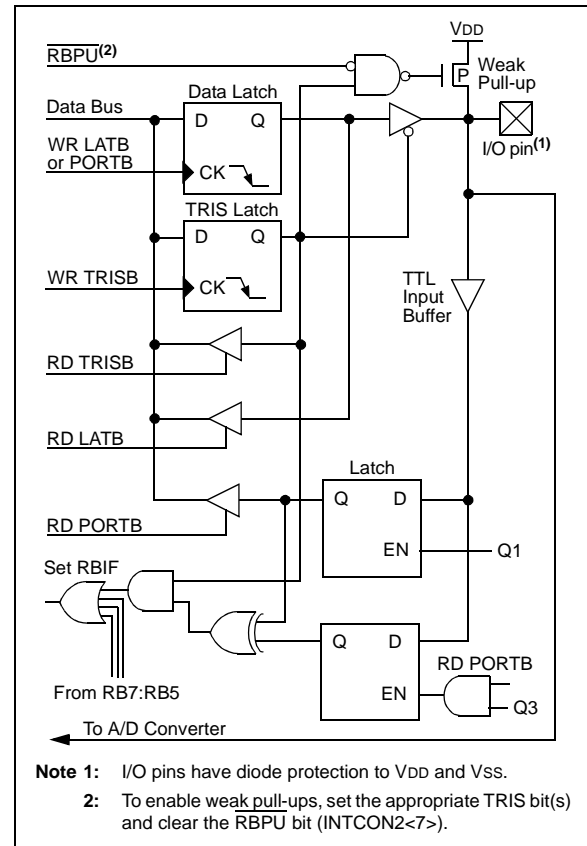 VDD
RBPU(2)
Weak
Pull-up
P
Data Latch
Data Bus
D Q
I/O pin(1)
WR LATB
or PORTB
CK
TRIS Latch
D Q
WR TRISB
CK
TTL
Input
Buffer
RD TRISB
RD LATB
Latch
Q D
RD PORTB
EN
Q1
Set RBIF
Q D
RD PORTB
EN
Q3
From RB7:RB5
To A/D Converter
Note 1: I/O pins have diode protection to VDD and VSS.
2: To enable weak pull-ups, set the appropriate TRIS bit(s)
and clear the RBPU bit (INTCON2<7>).